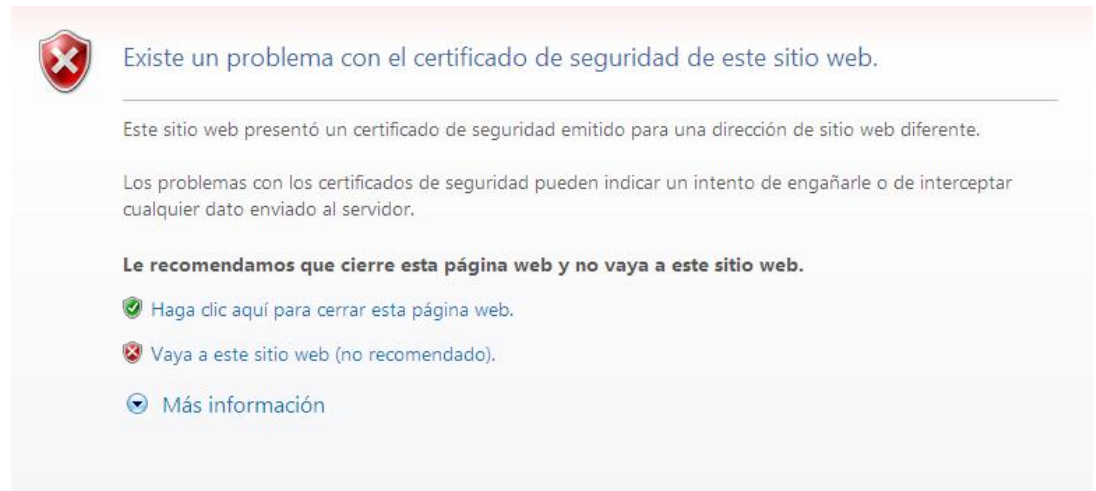 Existe un problema con el certificado de seguridad de este sitio web.
Este sitio web presentó un certificado de seguridad emitido para una dirección de sitio web diferente.
Los problemas con los certificados de seguridad pueden indicar un intento de engañarle o de interceptar
cualquier dato enviado al servidor.
Le recomendamos que cierre esta página web y no vaya a este sitio web.
Haga clic aquí para cerrar esta página web.
Vaya a este sitio web (no recomendado).
Más información